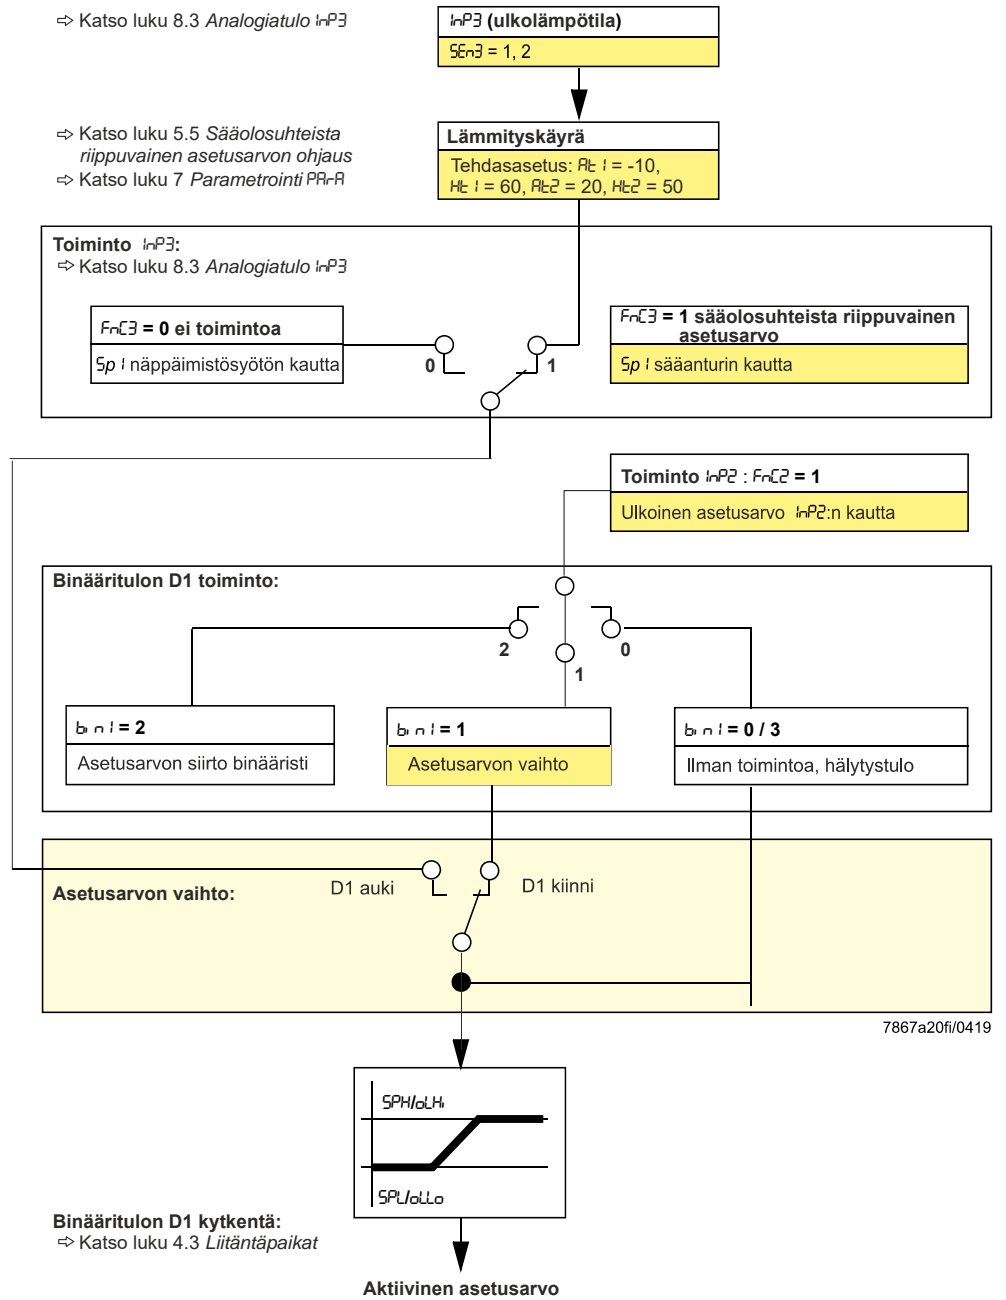 ⇨ Katso luku 8.3 Analogiatulo InP3
InP3 (ulkolämpötila)
SEn3 = 1, 2
⇨ Katso luku 5.5 Sääolosuhteista
riippuvainen asetusarvon ohjaus
⇨ Katso luku 7 Parametrointi PArA
Lämmityskäyrä
Tehdasasetus: At1 = -10,
Ht1 = 60, At2 = 20, Ht2 = 50
Toiminto InP3:
⇨ Katso luku 8.3 Analogiatulo InP3
FnC3 = 0 ei toimintoa
Sp1 näppäimistösyötön kautta
0
1
FnC3 = 1 sääolosuhteista riippuvainen
asetusarvo
Sp1 sääanturin kautta
Toiminto InP2 : FnC2 = 1
Ulkoinen asetusarvo InP2:n kautta
Binääritulon D1 toiminto:
2
0
1
bin1 = 2
Asetusarvon siirto binääristi
bin1 = 1
Asetusarvon vaihto
bin1 = 0 / 3
Ilman toimintoa, hälytystulo
Asetusarvon vaihto:
D1 auki
D1 kiinni
7867a20fi/0419
SPH/oLHi
SPL/oLLo
Binääritulon D1 kytkentä:
⇨ Katso luku 4.3 Liitäntäpaikat
Aktiivinen asetusarvo